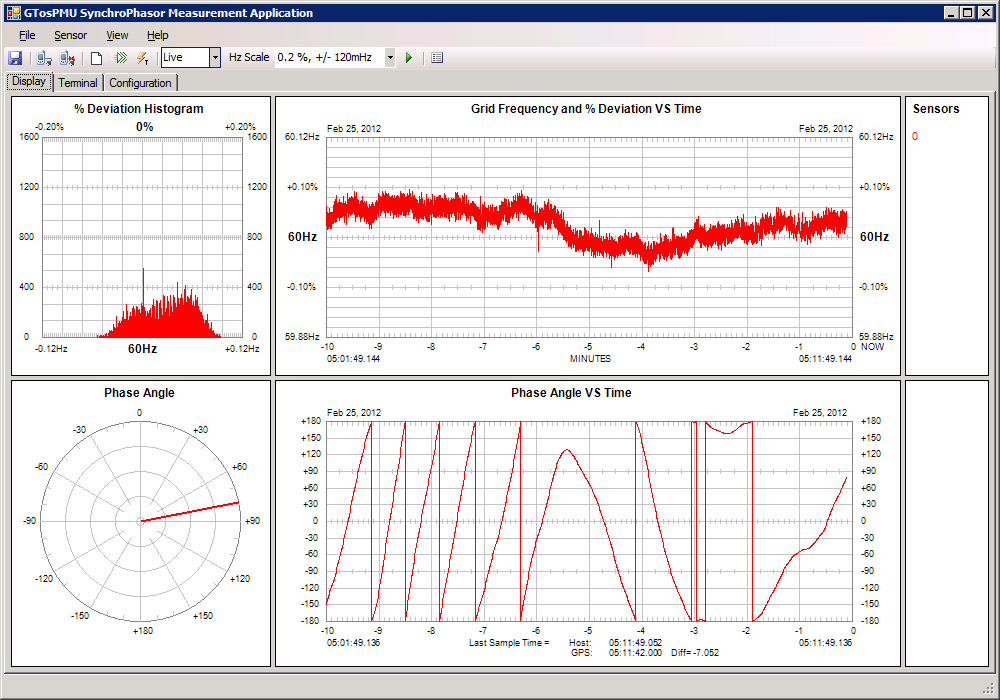 GTosPMU SynchroPhasor Measurement Application
File Sensor View Help
Live Hz Scale 0.2 %, +/- 120mHz
Display Terminal Configuration
% Deviation Histogram
-0.20% 0% +0.20%
1600 1600
1200 1200
800 800
400 400
0 0
-0.12Hz 60Hz +0.12Hz
Grid Frequency and % Deviation VS Time
Feb 25, 2012 Feb 25, 2012
60.12Hz 60.12Hz
+0.10% +0.10%
60Hz 60Hz
-0.10% -0.10%
59.88Hz 59.88Hz
-10 -9 -8 -7 -6 -5 -4 -3 -2 -1 0 NOW
05:01:49.144 MINUTES 05:11:49.144
Sensors
0
Phase Angle
0
-30 +30
-60 +60
-90 +90
-120 +120
-150 +150
+180
Phase Angle VS Time
Feb 25, 2012 Feb 25, 2012
+180 +180
+150 +150
+120 +120
+90 +90
+60 +60
+30 +30
0 0
-30 -30
-60 -60
-90 -90
-120 -120
-150 -150
-180 -180
-10 -9 -8 -7 -6 -5 -4 -3 -2 -1 0
05:01:49.136 Last Sample Time = Host: 05:11:49.052 05:11:49.136
GPS: 05:11:42.000 Diff= -7.052